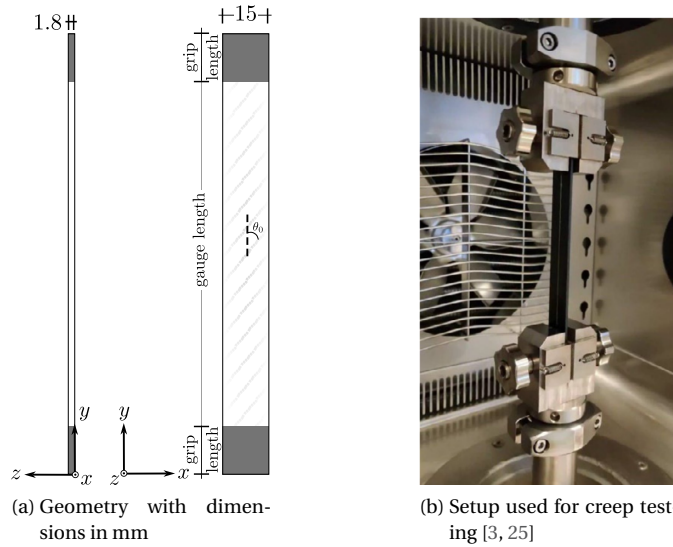 1.8
15
grip
length
gauge length
θ0
grip
length
y
z
x
y
z
x
(a) Geometry with dimen-
sions in mm
(b) Setup used for creep test-
ing [3, 25]